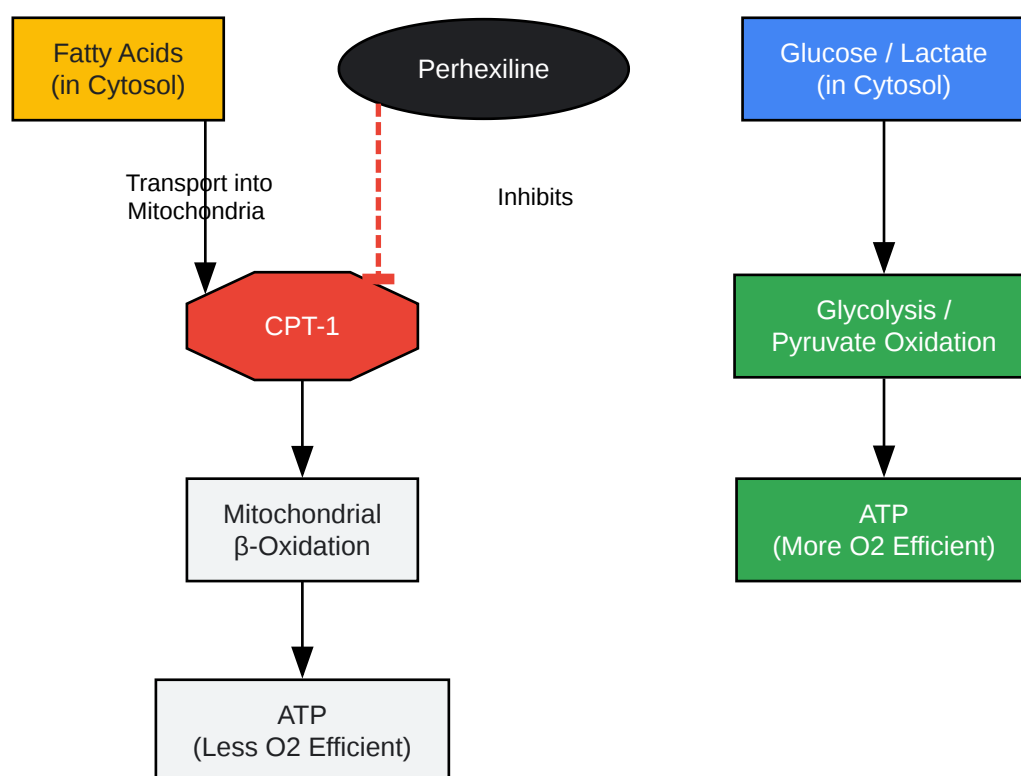 Fatty Acids
(in Cytosol)
Perhexiline
Glucose / Lactate
(in Cytosol)
Transport into
Mitochondria
Inhibits
CPT-1
Glycolysis /
Pyruvate Oxidation
Mitochondrial
β-Oxidation
ATP
(More O2 Efficient)
ATP
(Less O2 Efficient)